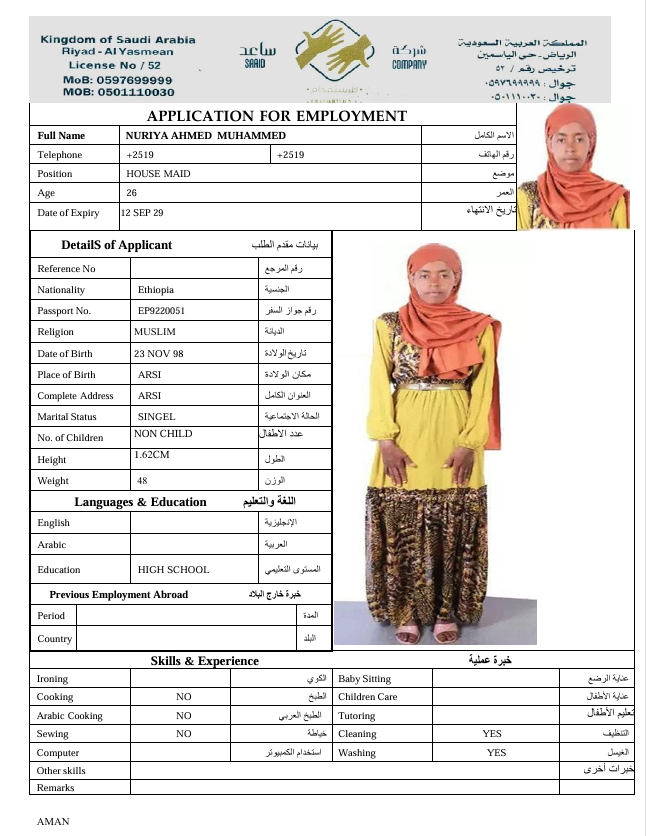 Kingdom of Saudi Arabia
Riyad - Al Yasmean
License No / 52
MoB: 0597699999
MOB: 0501110030
ساعد
SAAID
شركة
COMPANY
المملكة العربية السعودية
الرياض-حي الياسمين
ترخيص رقم / ٥٢
جوال : ٠٥٩٧٦٩٩٩٩٩
جوال : ٠٥٠١١١٠٠٣٠
APPLICATION FOR EMPLOYMENT
Full Name NURIYA AHMED MUHAMMED الاسم الكامل
Telephone +2519 +2519 رقم الهاتف
Position HOUSE MAID موضع
Age 26 العمر
Date of Expiry 12 SEP 29 تاريخ الانتهاء
DetailS of Applicant بيانات مقدم الطلب
Reference No رقم المرجع
Nationality Ethiopia الجنسية
Passport No. EP9220051 رقم جواز السفر
Religion MUSLIM الديانة
Date of Birth 23 NOV 98 تاريخ الولادة
Place of Birth ARSI مكان الولادة
Complete Address ARSI العنوان الكامل
Marital Status SINGEL الحالة الاجتماعية
No. of Children NON CHILD عدد الاطفال
Height 1.62CM الطول
Weight 48 الوزن
Languages & Education اللغة والتعليم
English الإنجليزية
Arabic العربية
Education HIGH SCHOOL المستوى التعليمي
Previous Employment Abroad خبرة خارج البلاد
Period المدة
Country البلد
Skills & Experience خبرة عملية
Ironing الكوي Baby Sitting عناية الرضع
Cooking NO الطبخ Children Care عناية الأطفال
Arabic Cooking NO الطبخ العربي Tutoring تعليم الأطفال
Sewing NO خياطة Cleaning YES التنظيف
Computer استخدام الكمبيوتر Washing YES الغسيل
Other skills خبرات أخرى
Remarks
AMAN